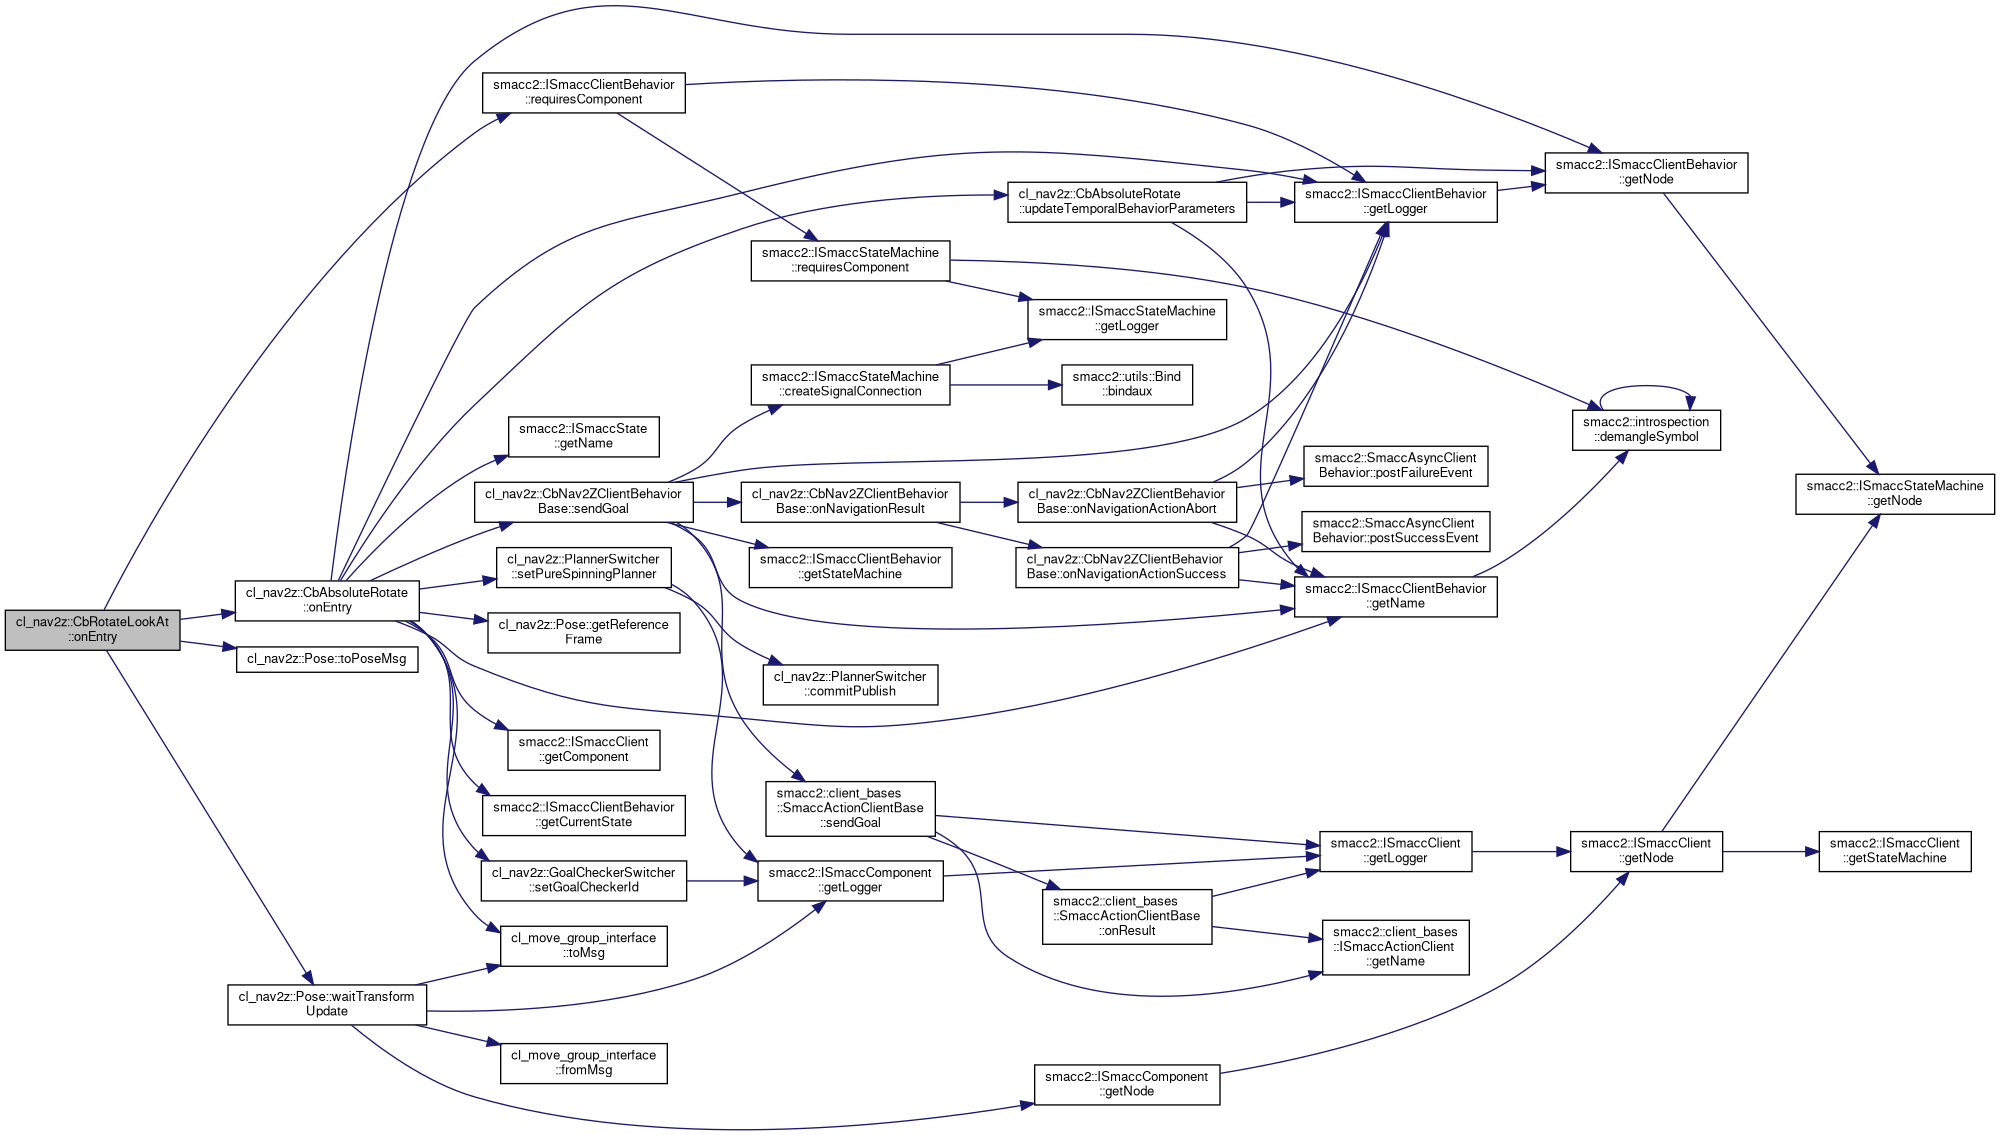 cl_nav2z::CbRotateLookAt
::onEntry
cl_nav2z::CbAbsoluteRotate
::onEntry
cl_nav2z::Pose::toPoseMsg
cl_nav2z::Pose::waitTransform
Update
smacc2::ISmaccClientBehavior
::requiresComponent
smacc2::ISmaccState
::getName
cl_nav2z::CbNav2ZClientBehavior
Base::sendGoal
cl_nav2z::PlannerSwitcher
::setPureSpinningPlanner
cl_nav2z::Pose::getReference
Frame
smacc2::ISmaccClient
::getComponent
smacc2::ISmaccClientBehavior
::getCurrentState
cl_nav2z::GoalCheckerSwitcher
::setGoalCheckerId
cl_move_group_interface
::toMsg
cl_move_group_interface
::fromMsg
smacc2::ISmaccStateMachine
::requiresComponent
smacc2::ISmaccStateMachine
::createSignalConnection
cl_nav2z::CbNav2ZClientBehavior
Base::onNavigationResult
smacc2::ISmaccClientBehavior
::getStateMachine
cl_nav2z::PlannerSwitcher
::commitPublish
smacc2::client_bases
::SmaccActionClientBase
::sendGoal
smacc2::ISmaccComponent
::getLogger
cl_nav2z::CbAbsoluteRotate
::updateTemporalBehaviorParameters
smacc2::ISmaccStateMachine
::getLogger
smacc2::utils::Bind
::bindaux
cl_nav2z::CbNav2ZClientBehavior
Base::onNavigationActionAbort
cl_nav2z::CbNav2ZClientBehavior
Base::onNavigationActionSuccess
smacc2::client_bases
::SmaccActionClientBase
::onResult
smacc2::ISmaccComponent
::getNode
smacc2::ISmaccClientBehavior
::getLogger
smacc2::SmaccAsyncClient
Behavior::postFailureEvent
smacc2::SmaccAsyncClient
Behavior::postSuccessEvent
smacc2::ISmaccClientBehavior
::getName
smacc2::ISmaccClient
::getLogger
smacc2::client_bases
::ISmaccActionClient
::getName
smacc2::ISmaccClientBehavior
::getNode
smacc2::introspection
::demangleSymbol
smacc2::ISmaccClient
::getNode
smacc2::ISmaccStateMachine
::getNode
smacc2::ISmaccClient
::getStateMachine